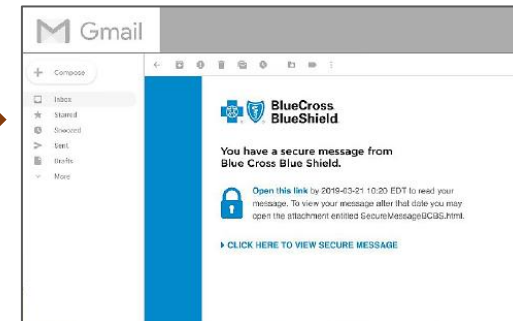 Gmail
Compose
Inbox
Starred
Snoozed
Sent
Drafts
More
BlueCross
BlueShield
You have a secure message from
Blue Cross Blue Shield.
Open this link by 2019-03-21 10:20 EDT to read your
message. To view your message after that date you may
open the attachment entitled SecureMessageBCBS.html.
CLICK HERE TO VIEW SECURE MESSAGE